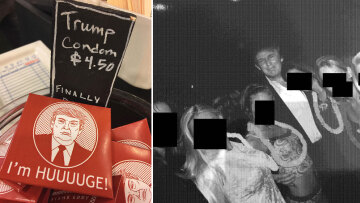 Trump
Condom
$4.50
FINALLY
I'm HUUUUGE!